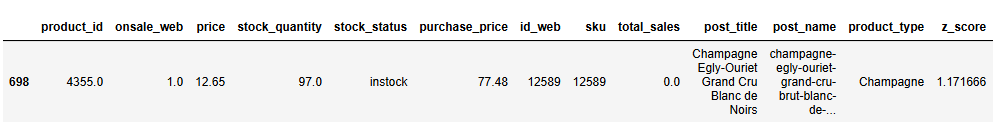 product_id onsale_web price stock_quantity stock_status purchase_price id_web sku total_sales post_title post_name product_type z_score
698 4355.0 1.0 12.65 97.0 instock 77.48 12589 12589 0.0 Champagne Egly-Ouriet Grand Cru Blanc de Noirs champagne-egly-ouriet-grand-cru-brut-blanc-de-... Champagne 1.171666